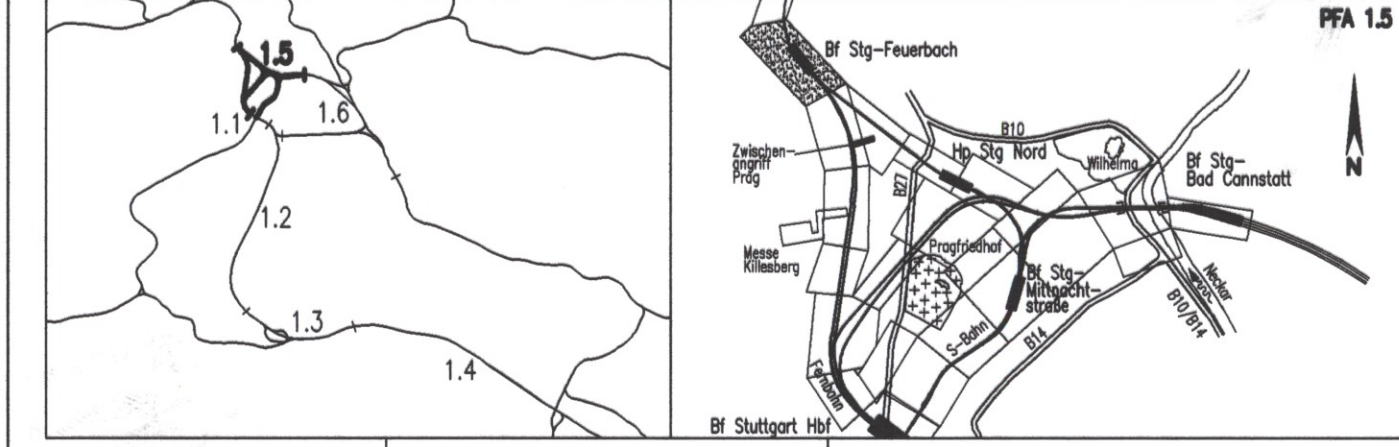 1.5
1.6
1.1
1.2
1.3
1.4
PFA 1.5
Bf Stg-Feuerbach
N
B10
Hp Stg Nord
Wilhelma
Zwischen-
angriff
Prag
Bf Stg-
Bad Cannstatt
B27
Messe
Killesberg
Pragfriedhof
Bf Stg-
Mittnacht-
straße
Neckar
B10/B14
S-Bahn
B14
Fernbahn
Bf Stuttgart Hbf